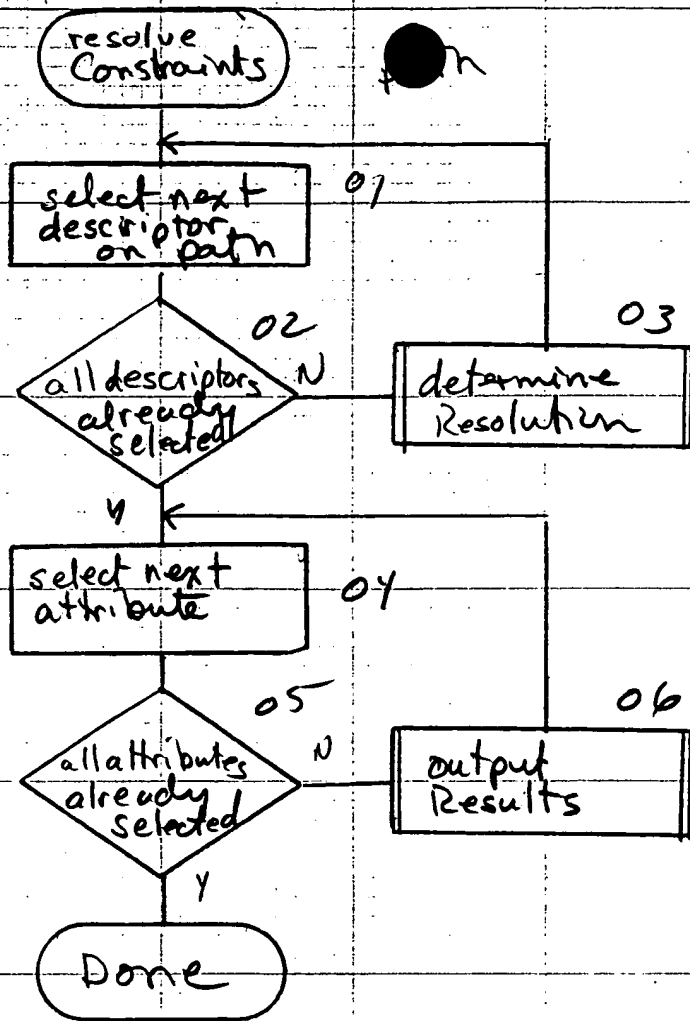 resolve
Constraints
select next
descriptor
on path
01
02
all descriptors
already
selected
N
03
determine
Resolution
Y
select next
attribute
04
05
all attributes
already
selected
N
06
output
Results
Y
Done